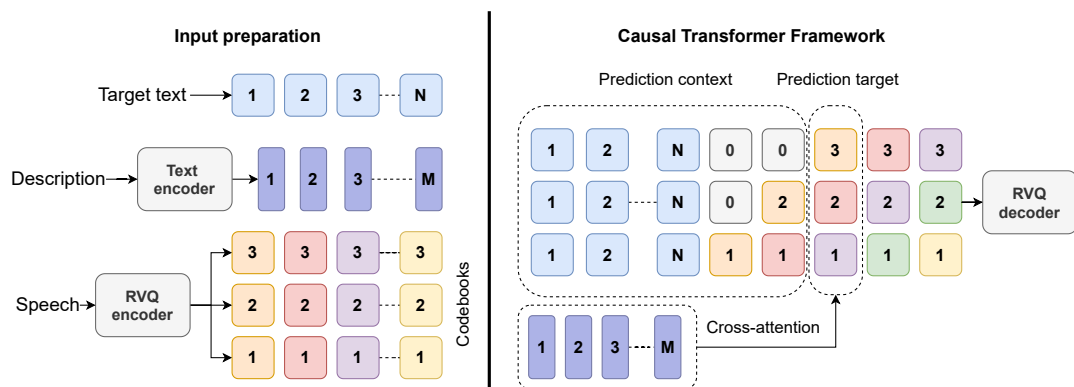 Input preparation
Target text
1 2 3 N
Description
Text
encoder
1 2 3 M
Speech
RVQ
encoder
3 3 3 3
2 2 2 2
1 1 1 1
Codebooks
Causal Transformer Framework
Prediction context
Prediction target
1 2 N 0 0 3 3 3
1 2 N 0 2 2 2 2
1 2 N 1 1 1 1 1
RVQ
decoder
1 2 3 M
Cross-attention